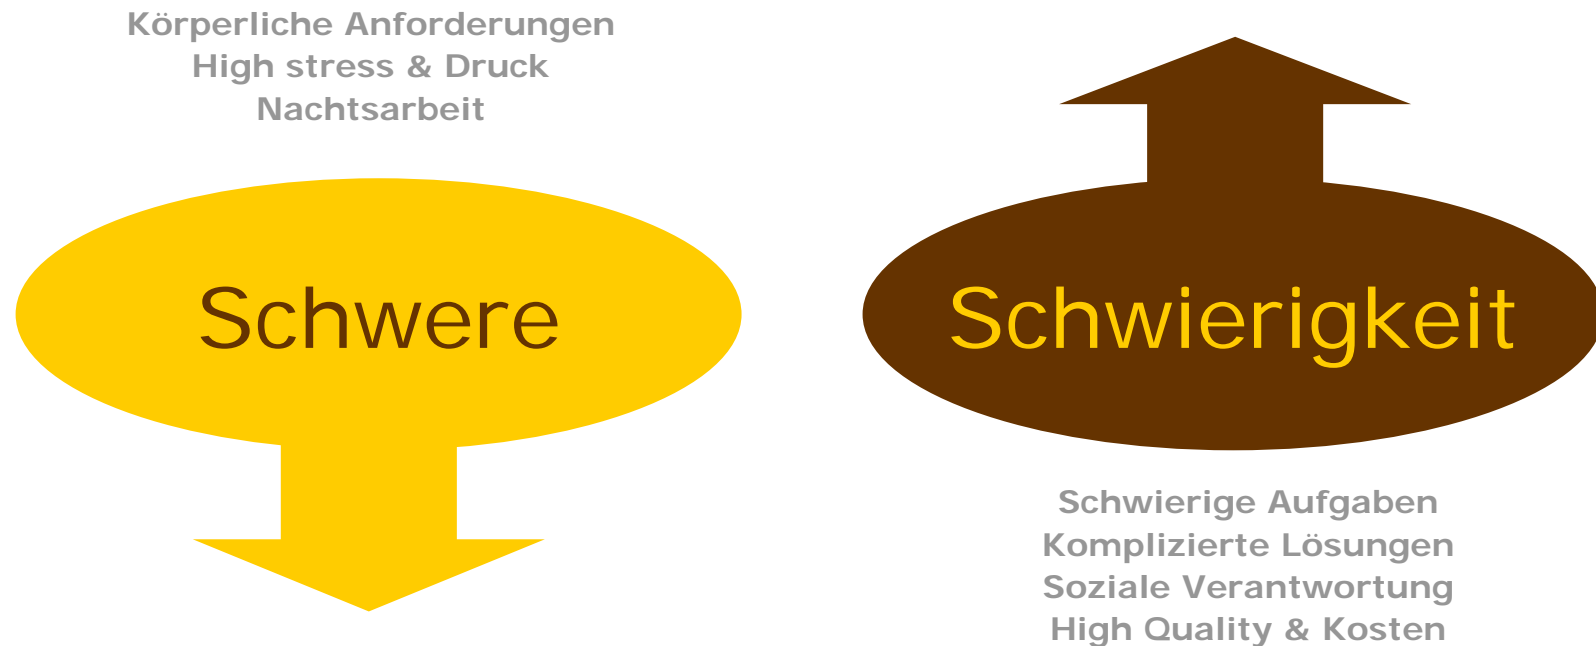 Körperliche Anforderungen
High stress & Druck
Nachtsarbeit
Schwere
Schwierigkeit
Schwierige Aufgaben
Komplizierte Lösungen
Soziale Verantwortung
High Quality & Kosten